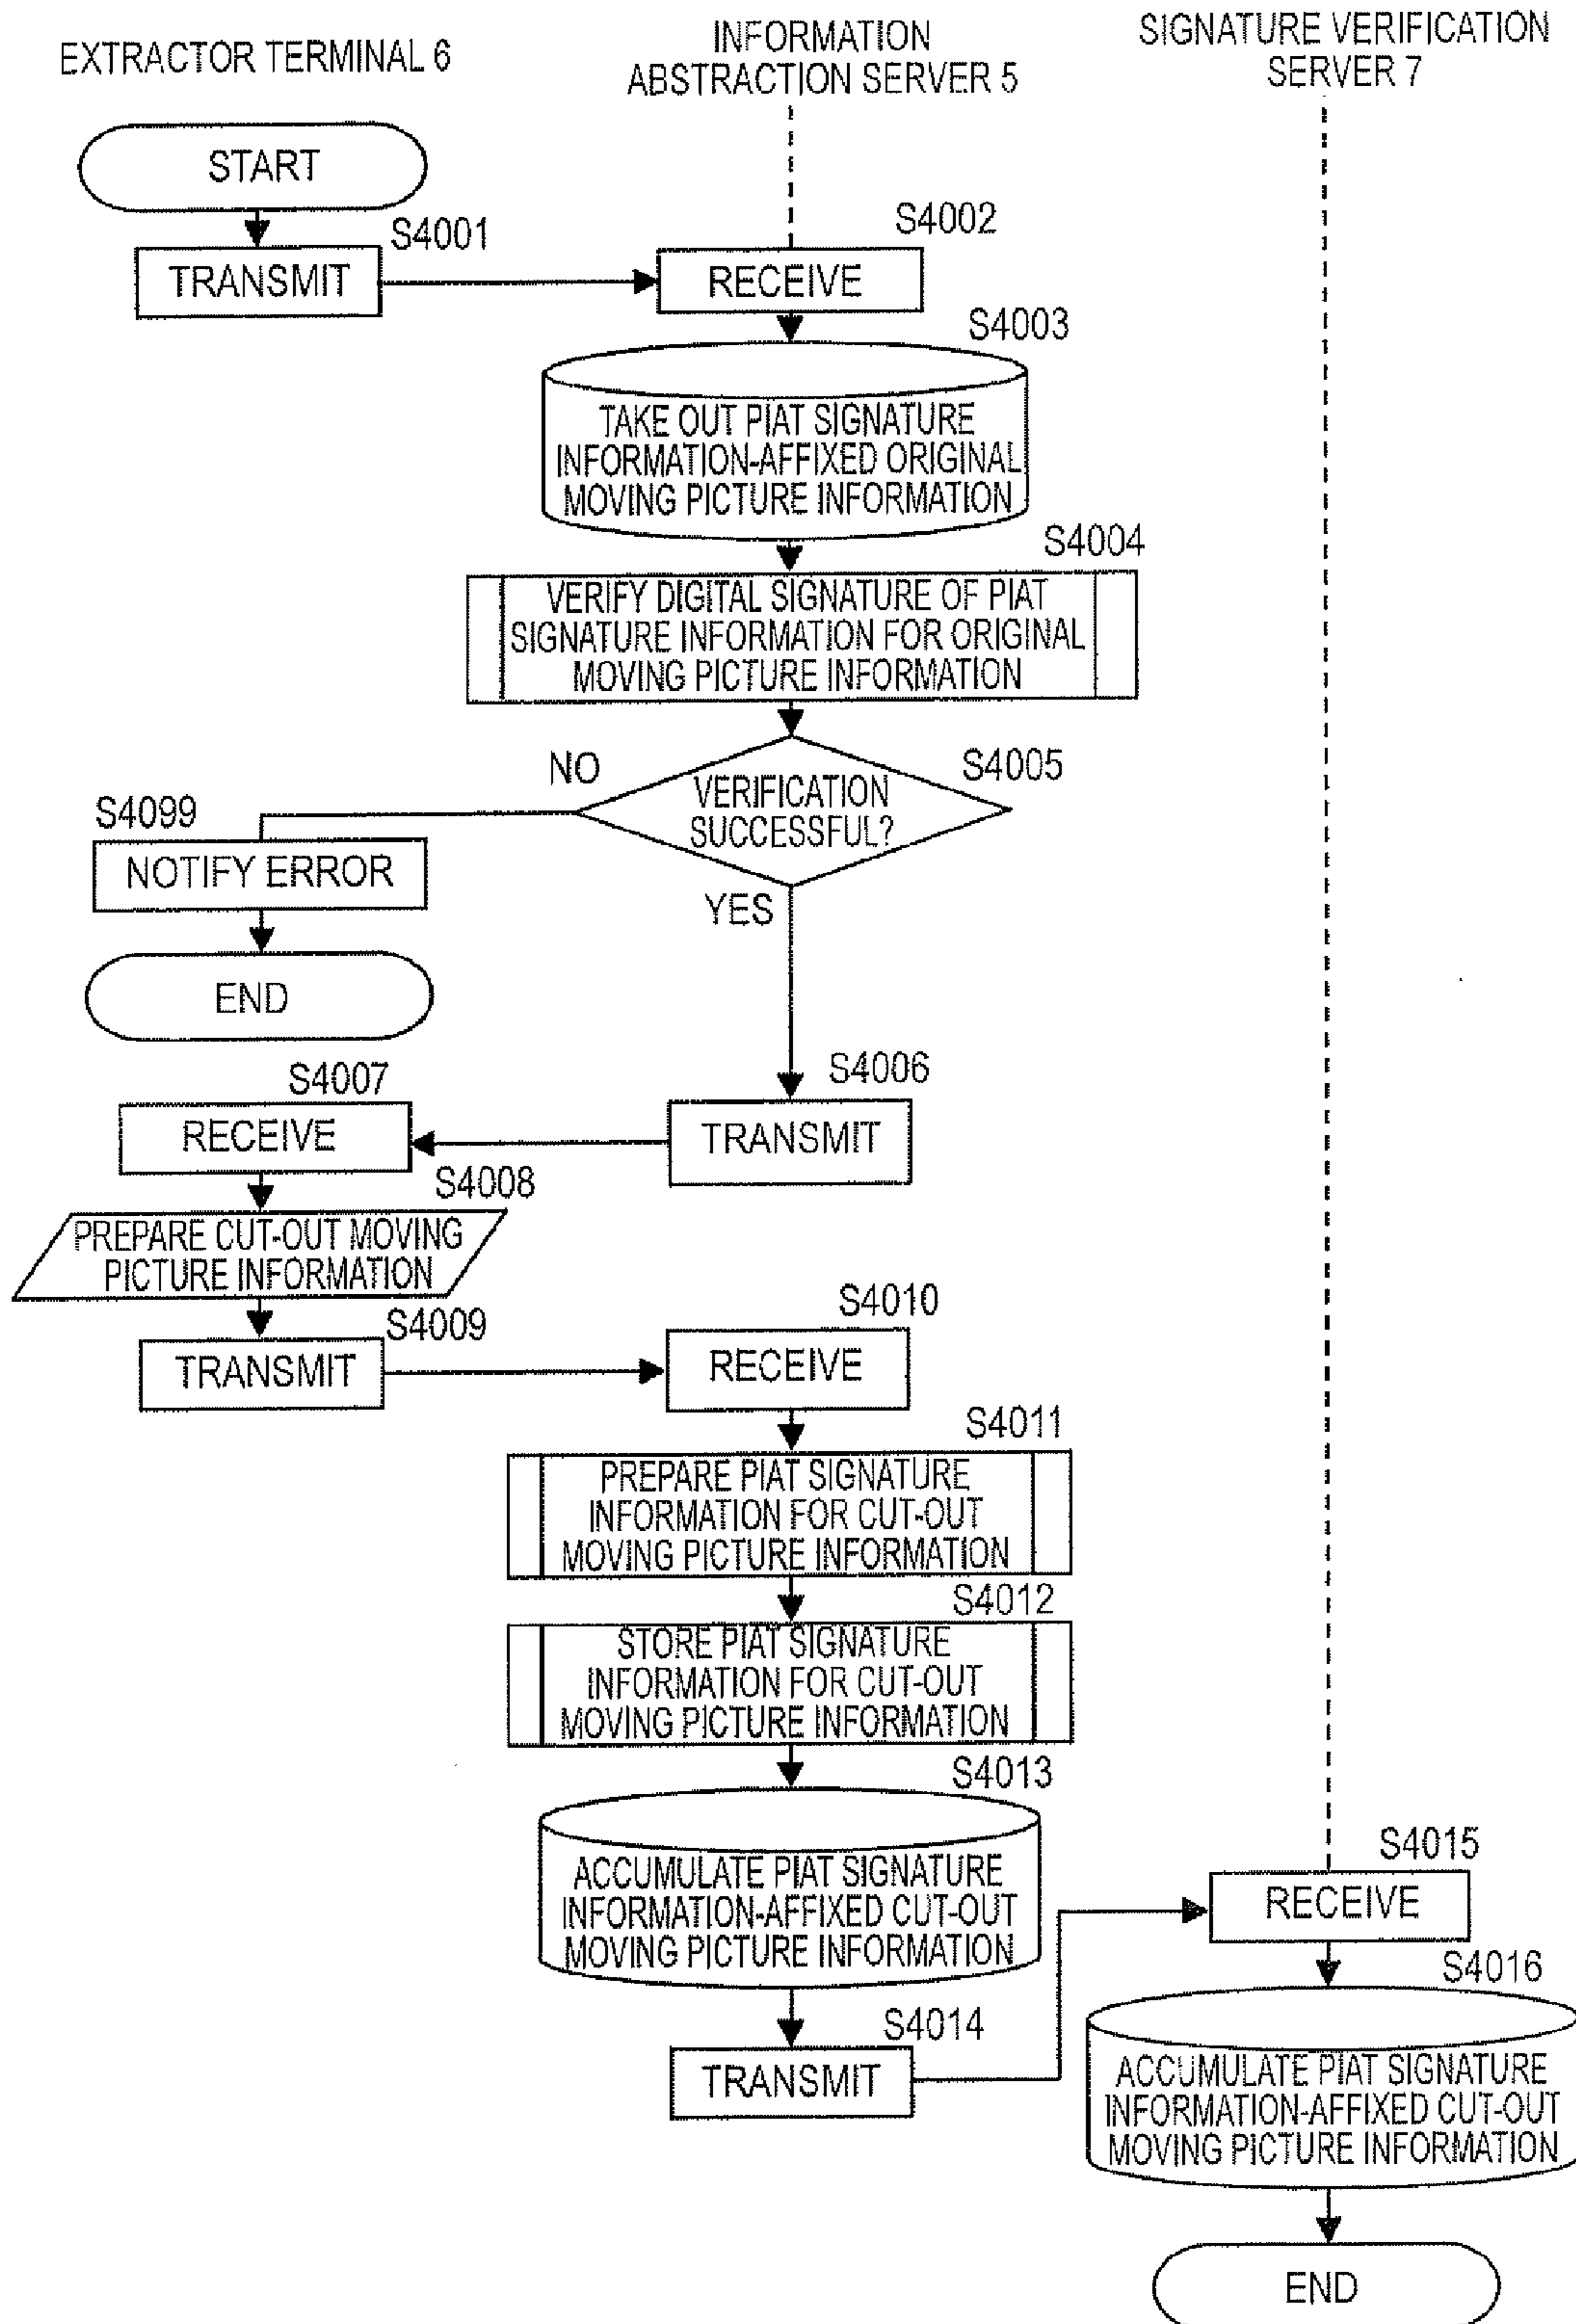 EXTRACTOR TERMINAL 6
INFORMATION
ABSTRACTION SERVER 5
SIGNATURE VERIFICATION
SERVER 7
START
S4001
TRANSMIT
S4002
RECEIVE
S4003
TAKE OUT PIAT SIGNATURE
INFORMATION-AFFIXED ORIGINAL
MOVING PICTURE INFORMATION
S4004
VERIFY DIGITAL SIGNATURE OF PIAT
SIGNATURE INFORMATION FOR ORIGINAL
MOVING PICTURE INFORMATION
S4005
VERIFICATION
SUCCESSFUL?
NO
S4099
NOTIFY ERROR
END
YES
S4006
TRANSMIT
S4007
RECEIVE
S4008
PREPARE CUT-OUT MOVING
PICTURE INFORMATION
S4009
TRANSMIT
S4010
RECEIVE
S4011
PREPARE PIAT SIGNATURE
INFORMATION FOR CUT-OUT
MOVING PICTURE INFORMATION
S4012
STORE PIAT SIGNATURE
INFORMATION FOR CUT-OUT
MOVING PICTURE INFORMATION
S4013
ACCUMULATE PIAT SIGNATURE
INFORMATION-AFFIXED CUT-OUT
MOVING PICTURE INFORMATION
S4014
TRANSMIT
S4015
RECEIVE
S4016
ACCUMULATE PIAT SIGNATURE
INFORMATION-AFFIXED CUT-OUT
MOVING PICTURE INFORMATION
END